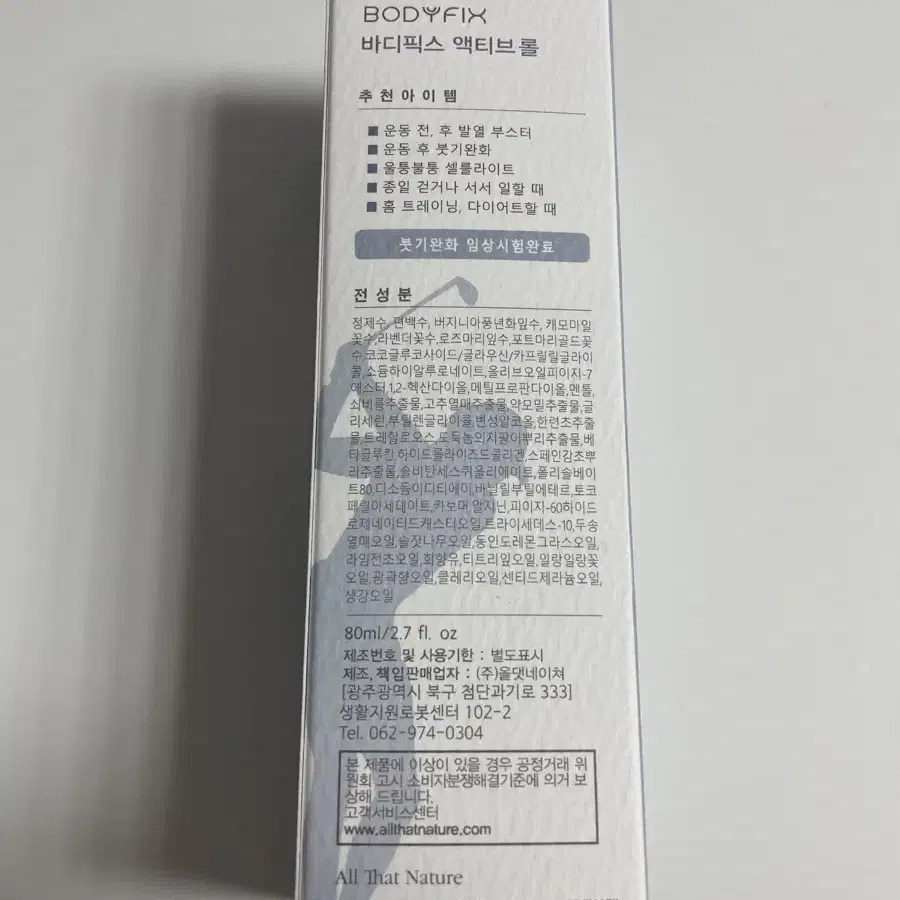 BODYFIX
바디픽스 액티브롤
추천아이템
■ 운동 전, 후 발열 부스터
■ 운동 후 붓기완화
■ 울퉁불퉁 셀룰라이트
■ 종일 걷거나 서서 일할 때
■ 홈 트레이닝, 다이어트할 때
붓기완화 임상시험완료
전성분
정제수, 편백수, 버지니아풍년화잎수, 캐모마일
꽃수,라벤더꽃수,로즈마리잎수,포트마리골드꽃
수,코코글루코사이드/글라우신/카프릴릴글라이
콜,소듐하이알루로네이트,올리브오일피이지-7
에스터,1,2-헥산다이올,메틸프로판다이올,멘톨,
쇠비름추출물,고추열매추출물,약모밀추출물,글
리세린,부틸렌글라이콜,변성알코올,한련초추출
물,트레할로오스,도둑놈의지팡이뿌리추출물,베
타글루칸,하이드롤라이즈드콜라겐,스페인감초뿌
리추출물,솔비탄세스퀴올리에이트,폴리솔베이
트80,디소듐이디티에이,바닐릴부틸에테르,토코
페릴아세테이트,카보머,알지닌,피이지-60하이드
로제네이티드캐스터오일,트라이세데스-10,두송
열매오일,솔잣나무오일,동인도레몬그라스오일,
라임전초오일,회향유,티트리잎오일,일랑일랑꽃
오일,광곽향오일,클레리오일,센티드제라늄오일,
생강오일
80ml/2.7 fl. oz
제조번호 및 사용기한 : 별도표시
제조, 책임판매업자 : (주)올댓네이쳐
[광주광역시 북구 첨단과기로 333]
생활지원로봇센터 102-2
Tel. 062-974-0304
본 제품에 이상이 있을 경우 공정거래 위
원회 고시 소비자분쟁해결기준에 의거 보
상해 드립니다.
고객서비스센터
www.allthatnature.com
All That Nature